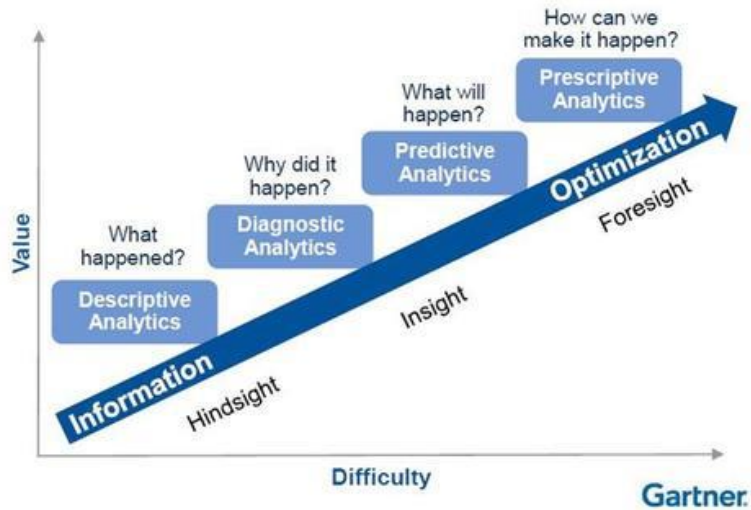 How can we
make it happen?
Prescriptive
Analytics
What will
happen?
Predictive
Analytics
Why did it
happen?
Diagnostic
Analytics
What
happened?
Descriptive
Analytics
Value
Information
Optimization
Hindsight
Insight
Foresight
Difficulty
Gartner.